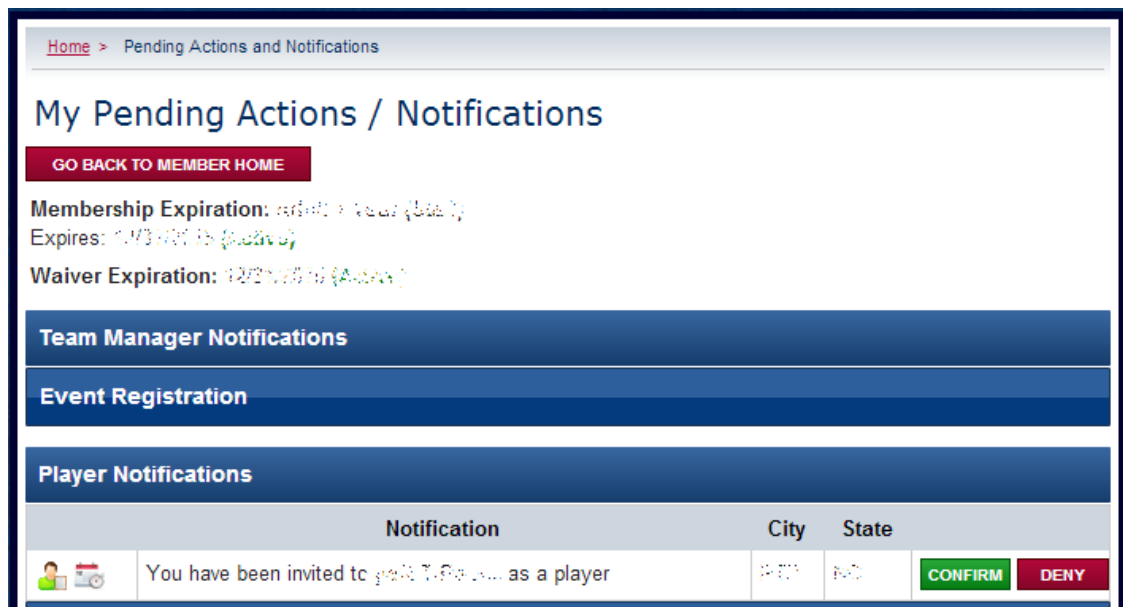 Home > Pending Actions and Notifications
My Pending Actions / Notifications
GO BACK TO MEMBER HOME
Membership Expiration:
Expires:
Waiver Expiration:
Team Manager Notifications
Event Registration
Player Notifications
Notification City State
You have been invited to as a player CONFIRM DENY